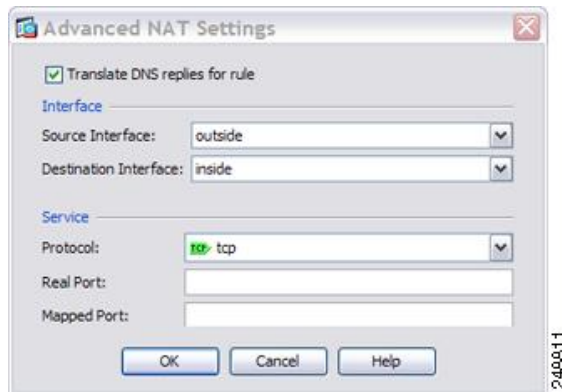 Advanced NAT Settings
Translate DNS replies for rule
Interface
Source Interface: outside
Destination Interface: inside
Service
Protocol: TCP tcp
Real Port:
Mapped Port:
OK Cancel Help
248811